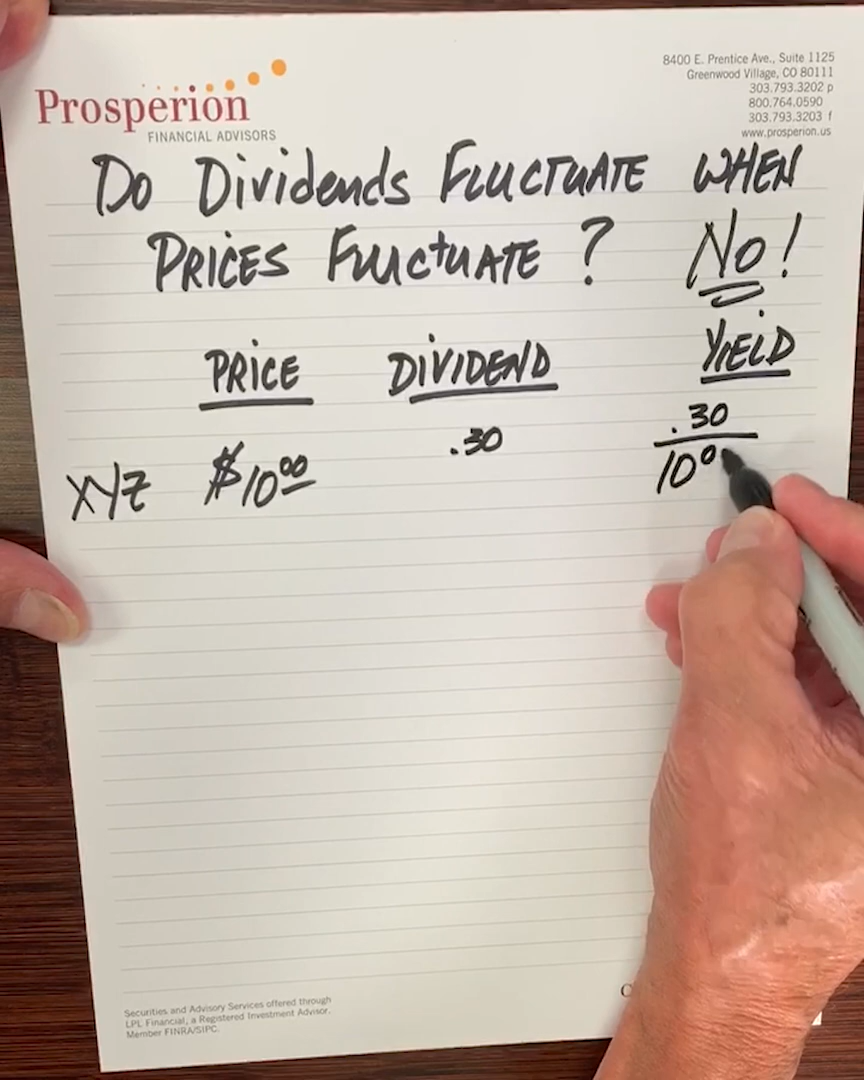 Prosperion
FINANCIAL ADVISORS
8400 E. Prentice Ave., Suite 1125
Greenwood Village, CO 80111
303.793.3202 p
800.764.0590
303.793.3203 f
www.prosperion.us
Do Dividends FLUCTUATE WHEN
PRICES FluctuATE ? No!
PRICE DIVIDEND YIELD
XYZ $10.00 .30 .30
10 00
Securities and Advisory Services offered through
LPL Financial, a Registered Investment Advisor.
Member FINRA/SIPC.